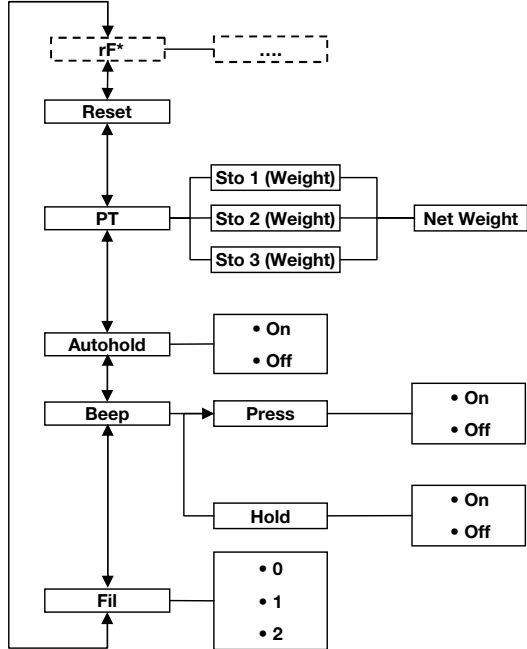 rF*
....
Reset
Sto 1 (Weight)
PT
Sto 2 (Weight)
Net Weight
Sto 3 (Weight)
Autohold
• On
• Off
Beep
Press
• On
• Off
Hold
• On
• Off
Fil
• 0
• 1
• 2